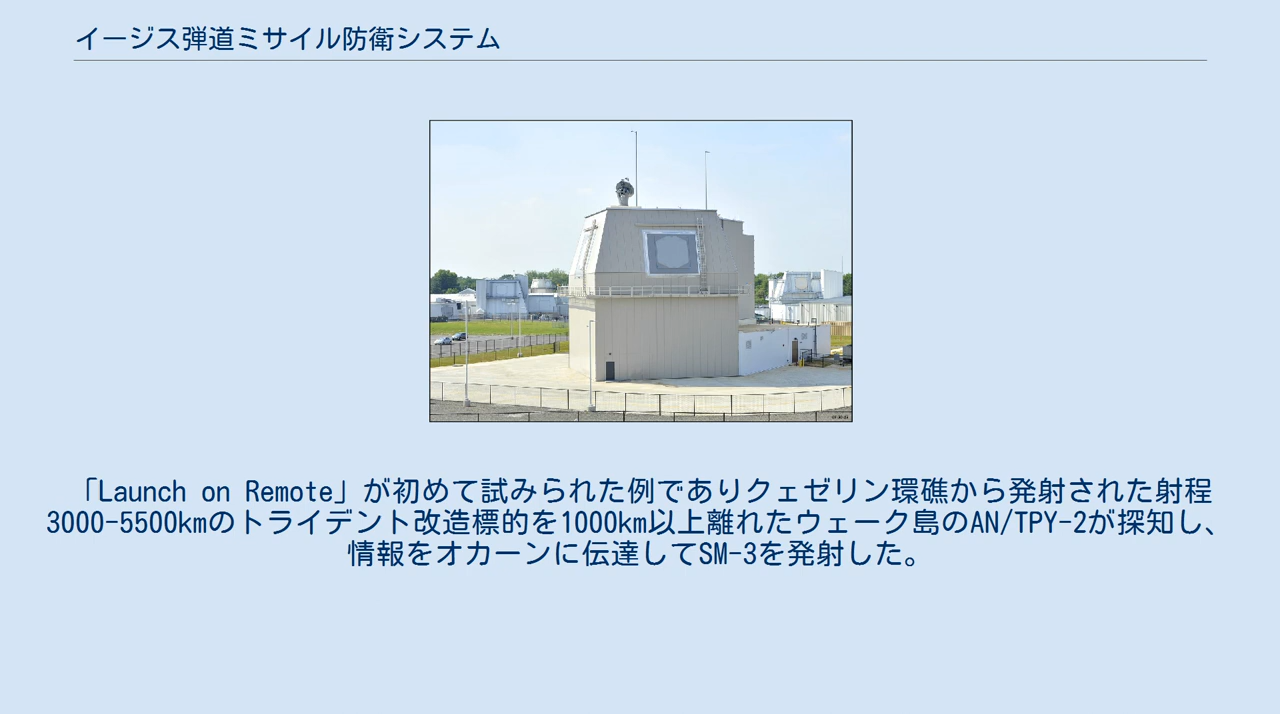 イージス弾道ミサイル防衛システム
「Launch on Remote」が初めて試みられた例でありクェゼリン環礁から発射された射程
3000-5500kmのトライデント改造標的を1000km以上離れたウェーク島のAN/TPY-2が探知し、
情報をオカーンに伝達してSM-3を発射した。